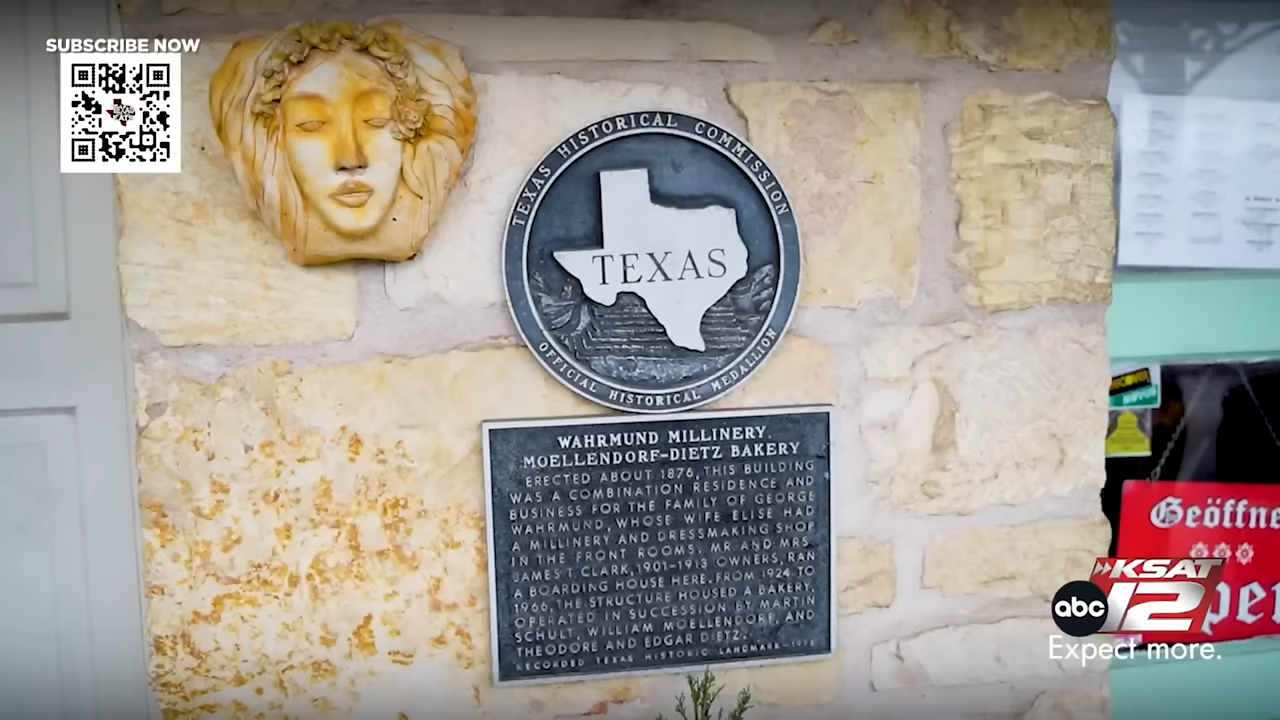 SUBSCRIBE NOW
TEXAS HISTORICAL COMMISSION
TEXAS
OFFICIAL HISTORICAL MEDALLION
WAHRMUND MILLINERY,
MOELLENDORF-DIETZ BAKERY
ERECTED ABOUT 1876, THIS BUILDING
WAS A COMBINATION RESIDENCE AND
BUSINESS FOR THE FAMILY OF GEORGE
WAHRMUND, WHOSE WIFE ELISE HAD
A MILLINERY AND DRESSMAKING SHOP
IN THE FRONT ROOMS. MR. AND MRS.
JAMES T. CLARK, 1901-1913 OWNERS, RAN
A BOARDING HOUSE HERE. FROM 1924 TO
1966, THE STRUCTURE HOUSED A BAKERY,
OPERATED IN SUCCESSION BY MARTIN
SCHULT, WILLIAM MOELLENDORF, AND
THEODORE AND EDGAR DIETZ.
RECORDED TEXAS HISTORIC LANDMARK
Geöffne
KSAT
abc 12
Expect more.